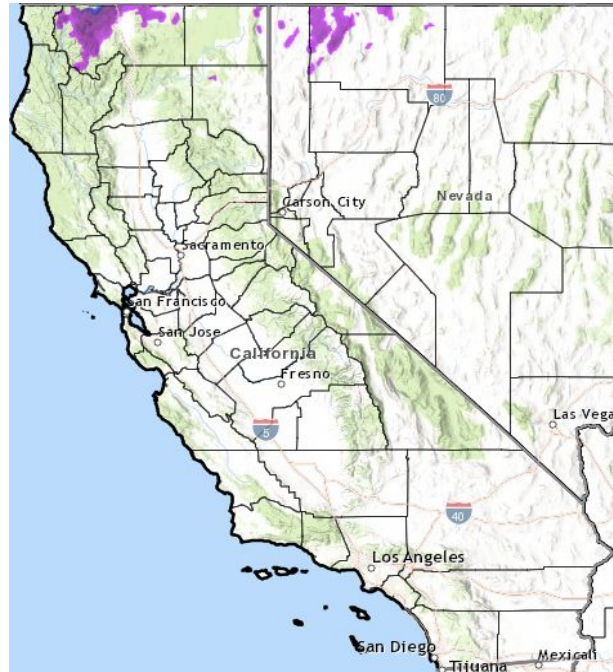 80
Nevada
Carson City
Sacramento
San Francisco
San Jose
California
Fresno
Las Vega
5
40
Los Angeles
San Diego
Mexicali
Tijuana